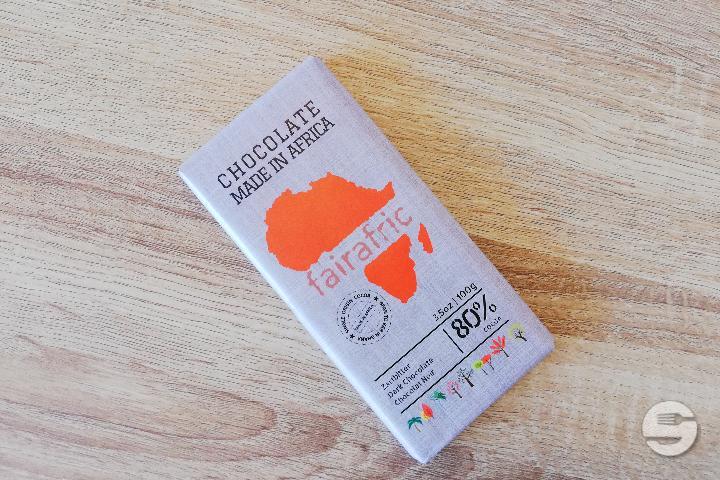 CHOCOLATE
MADE IN AFRICA
fairafric
3.5oz | 100g
80%
cocoa
Zartbitter
Dark Chocolate
Chocolat Noir